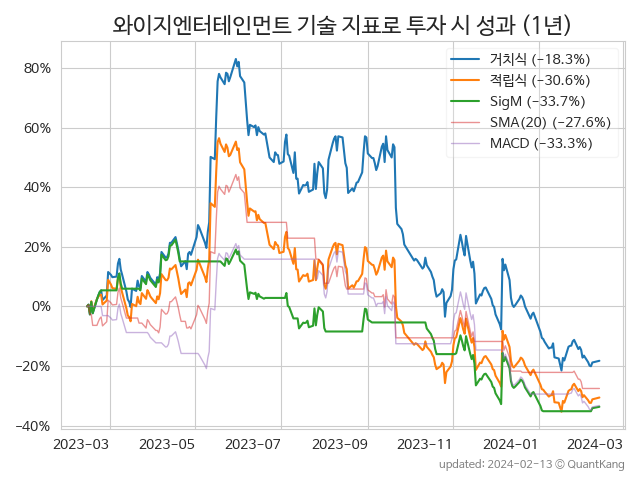 와이지엔터테인먼트 기술 지표로 투자 시 성과 (1년)
거치식 (−18.3%)
적립식 (−30.6%)
SigM (−33.7%)
SMA(20) (−27.6%)
MACD (−33.3%)
80%
60%
40%
20%
0%
−20%
−40%
2023-03 2023-05 2023-07 2023-09 2023-11 2024-01 2024-03
updated: 2024-02-13 © QuantKang